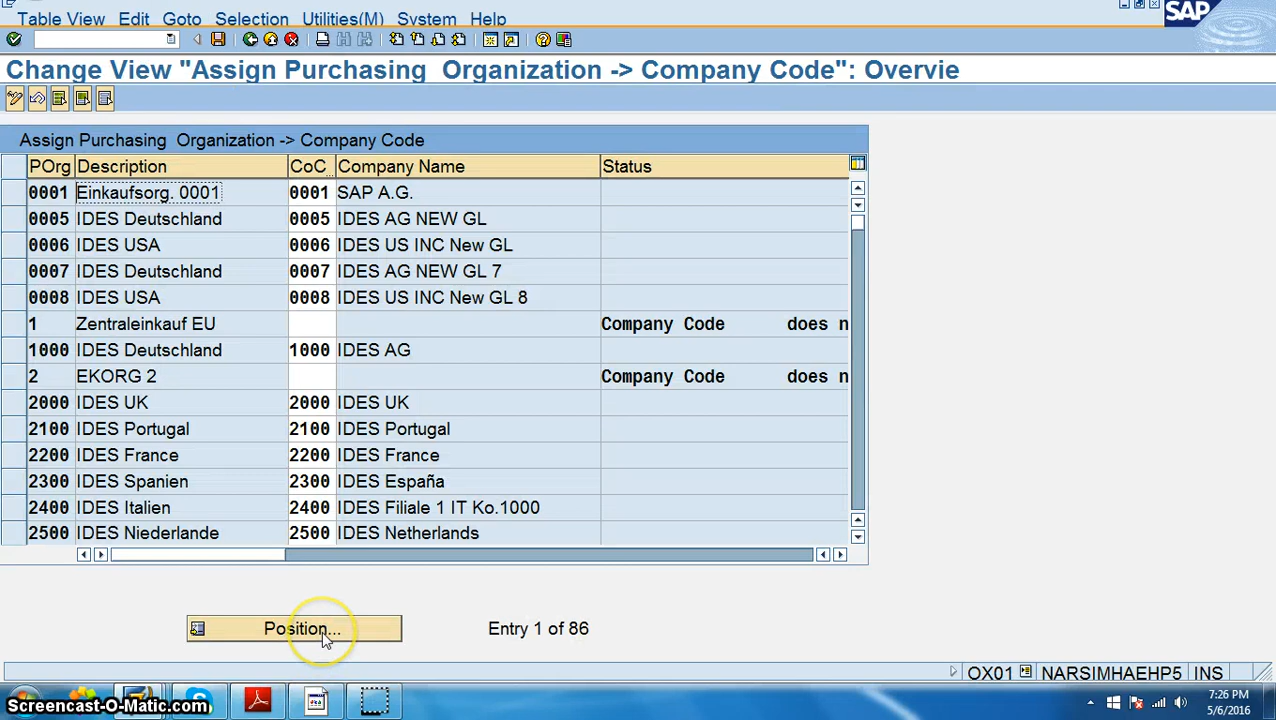 Table View Edit Goto Utilities(M) System Help
SAP
Change View "Assign Purchasing Organization -> Company Code": Overvie
Assign Purchasing Organization -> Company Code
POrg Description CoC.. Company Name Status
0001 Einkaufsorg. 0001 0001 SAP A.G.
0005 IDES Deutschland 0005 IDES AG NEW GL
0006 IDES USA 0006 IDES US INC New GL
0007 IDES Deutschland 0007 IDES AG NEW GL 7
0008 IDES USA 0008 IDES US INC New GL 8
1 Zentraleinkauf EU Company Code does n
1000 IDES Deutschland 1000 IDES AG
2 EKORG 2 Company Code does n
2000 IDES UK 2000 IDES UK
2100 IDES Portugal 2100 IDES Portugal
2200 IDES France 2200 IDES France
2300 IDES Spanien 2300 IDES España
2400 IDES Italien 2400 IDES Filiale 1 IT Ko.1000
2500 IDES Niederlande 2500 IDES Netherlands
Position... Entry 1 of 86
OX01 NARSIMHAEHP5 INS
7:26 PM
Screencast-O-Matic.com
5/6/2016